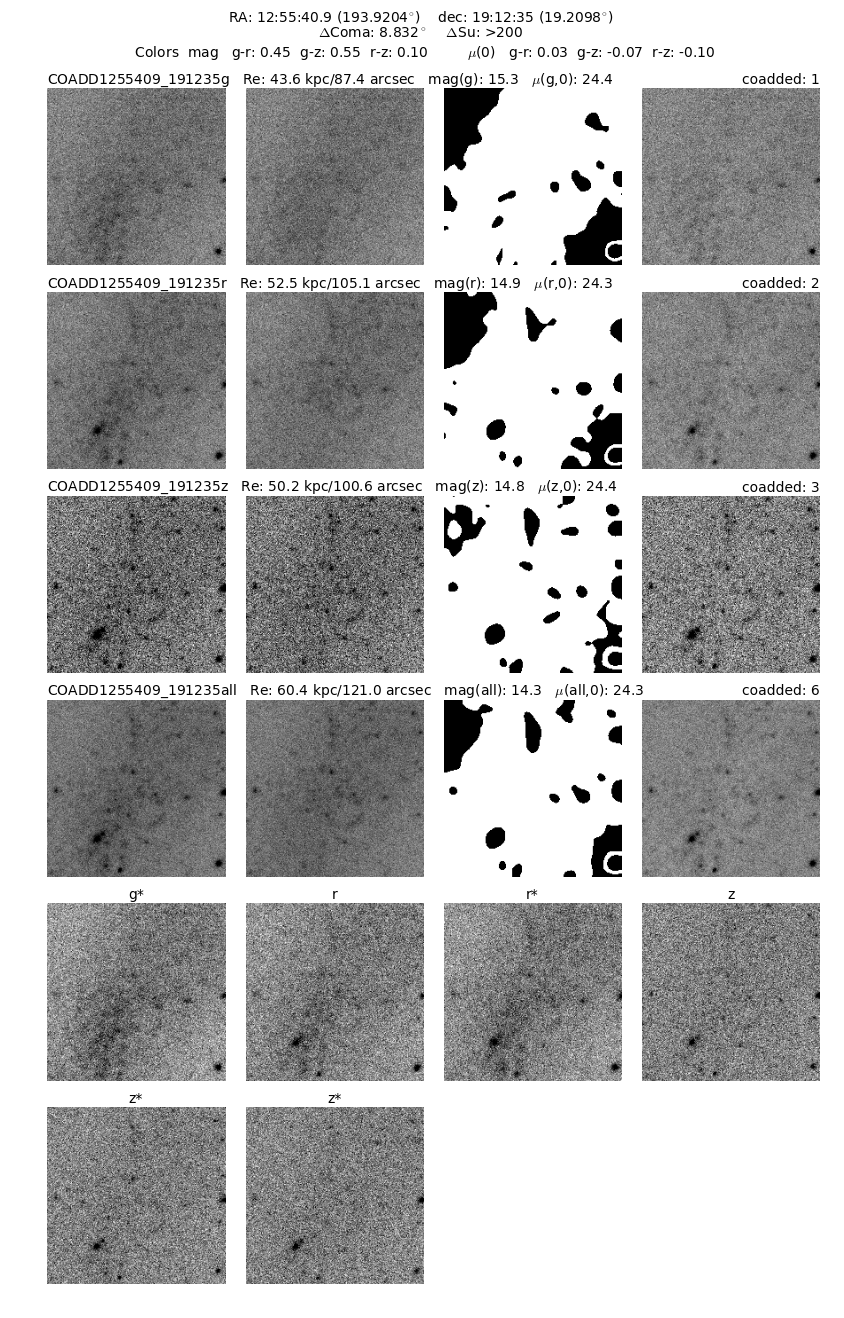 RA: 12:55:40.9 (193.9204°) dec: 19:12:35 (19.2098°)
ΔComa: 8.832° ΔSu: >200
Colors mag g-r: 0.45 g-z: 0.55 r-z: 0.10 μ(0) g-r: 0.03 g-z: -0.07 r-z: -0.10
COADD1255409_191235g Re: 43.6 kpc/87.4 arcsec mag(g): 15.3 μ(g,0): 24.4 coadded: 1
COADD1255409_191235r Re: 52.5 kpc/105.1 arcsec mag(r): 14.9 μ(r,0): 24.3 coadded: 2
COADD1255409_191235z Re: 50.2 kpc/100.6 arcsec mag(z): 14.8 μ(z,0): 24.4 coadded: 3
COADD1255409_191235all Re: 60.4 kpc/121.0 arcsec mag(all): 14.3 μ(all,0): 24.3 coadded: 6
g* r r* z
z* z*